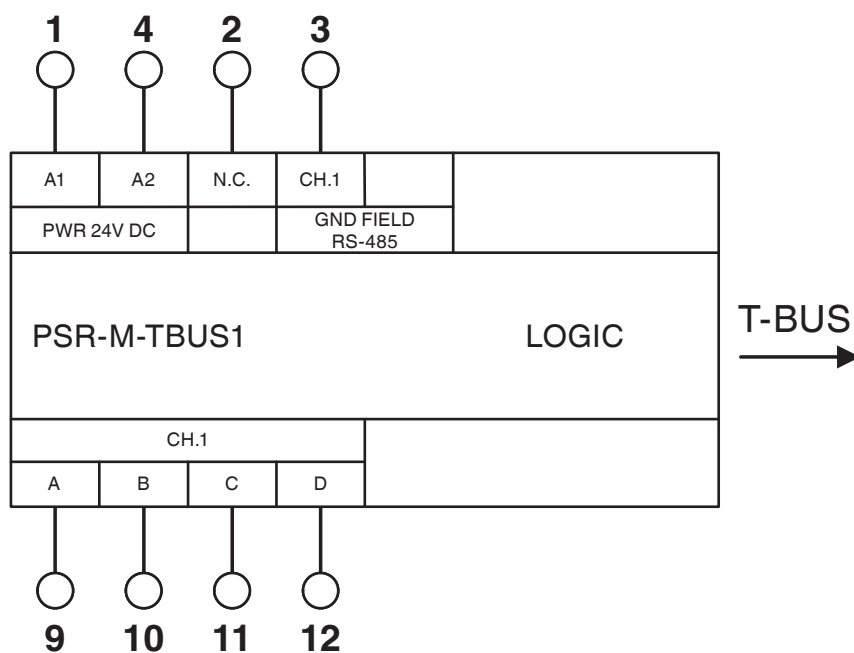 1 4 2 3
A1 A2 N.C. CH.1
PWR 24V DC GND FIELD
RS-485
PSR-M-TBUS1 LOGIC T-BUS
CH.1
A B C D
9 10 11 12